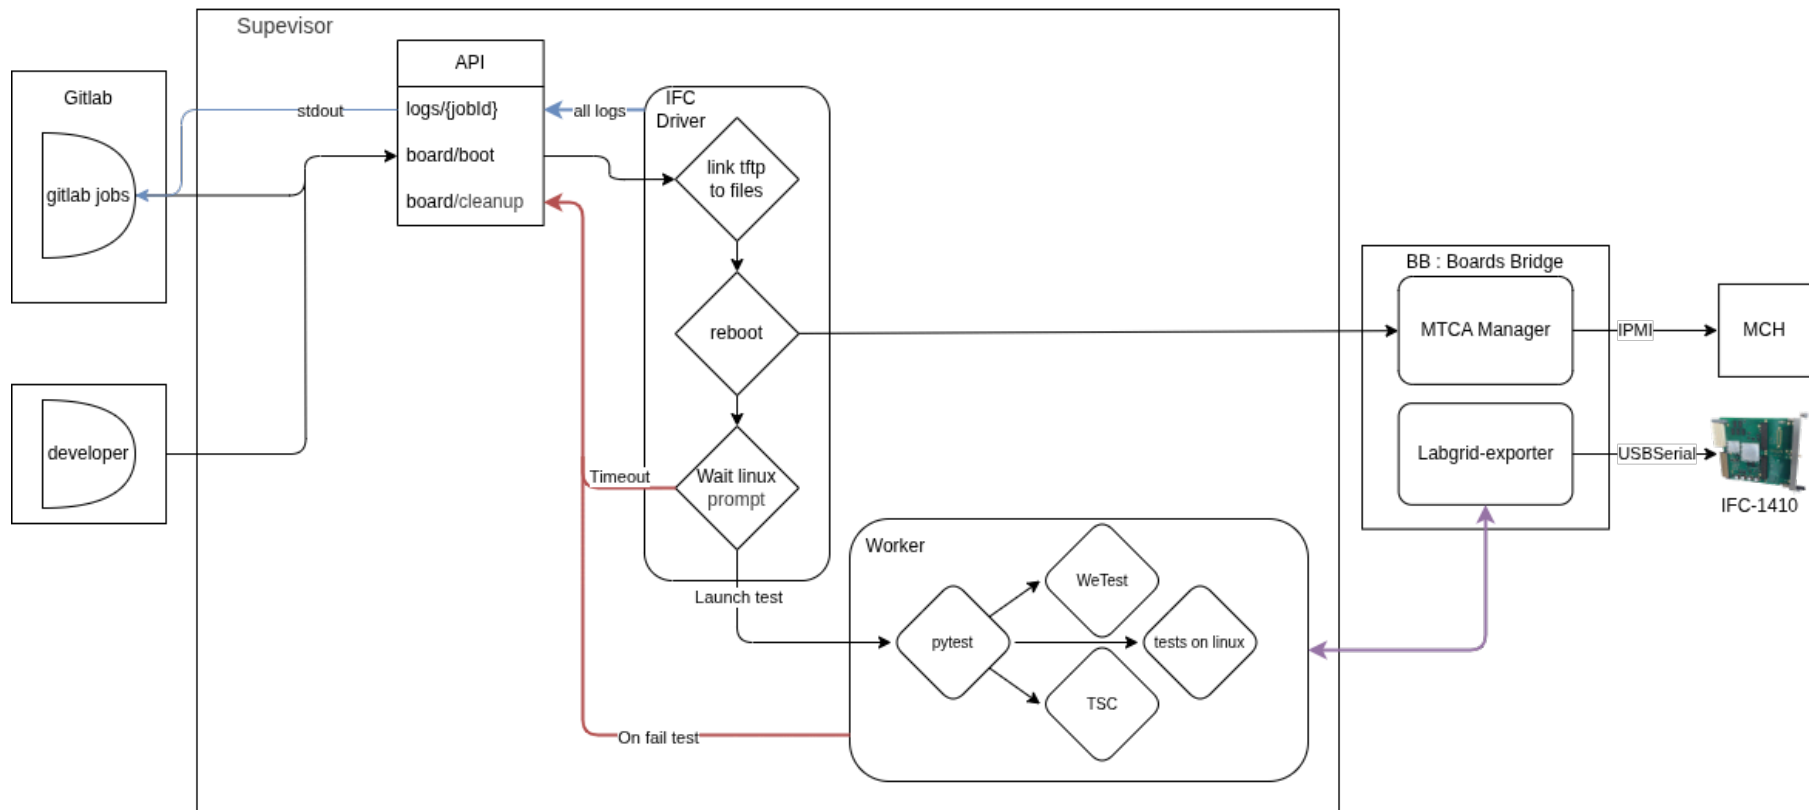 Supevisor
Gitlab
gitlab jobs
developer
stdout
API
logs/{jobId}
board/boot
board/cleanup
all logs
IFC
Driver
link tftp
to files
reboot
Wait linux
prompt
Timeout
Launch test
On fail test
Worker
pytest
WeTest
tests on linux
TSC
BB : Boards Bridge
MTCA Manager
Labgrid-exporter
IPMI
USBSerial
MCH
IFC-1410